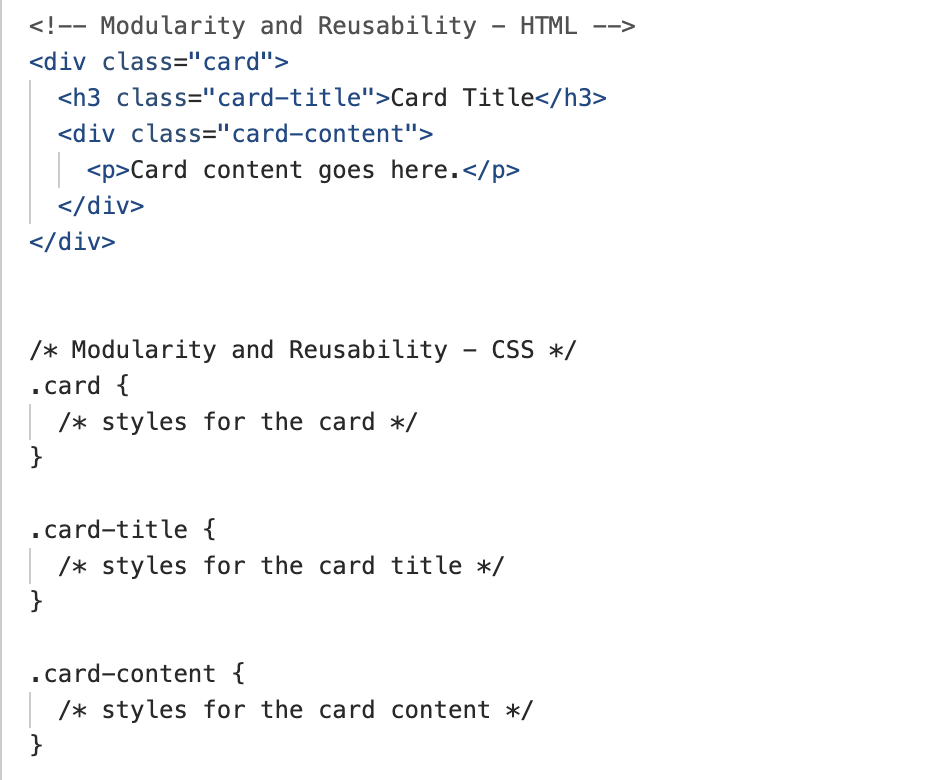 <!-- Modularity and Reusability - HTML -->
<div class="card">
  <h3 class="card-title">Card Title</h3>
  <div class="card-content">
    <p>Card content goes here.</p>
  </div>
</div>

/* Modularity and Reusability - CSS */
.card {
  /* styles for the card */
}

.card-title {
  /* styles for the card title */
}

.card-content {
  /* styles for the card content */
}